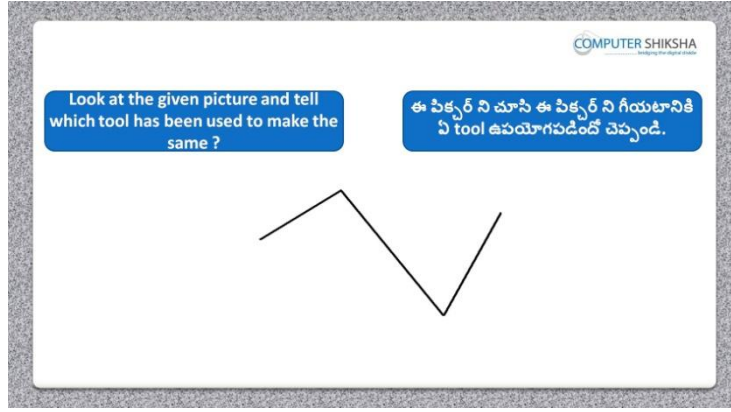 COMPUTER SHIKSHA
Bridging the digital divide
Look at the given picture and tell
which tool has been used to make the
same ?
ఈ పిక్చర్ ని చూసి ఈ పిక్చర్ ని గీయటానికి
ఏ tool ఉపయోగపడిందో చెప్పండి.